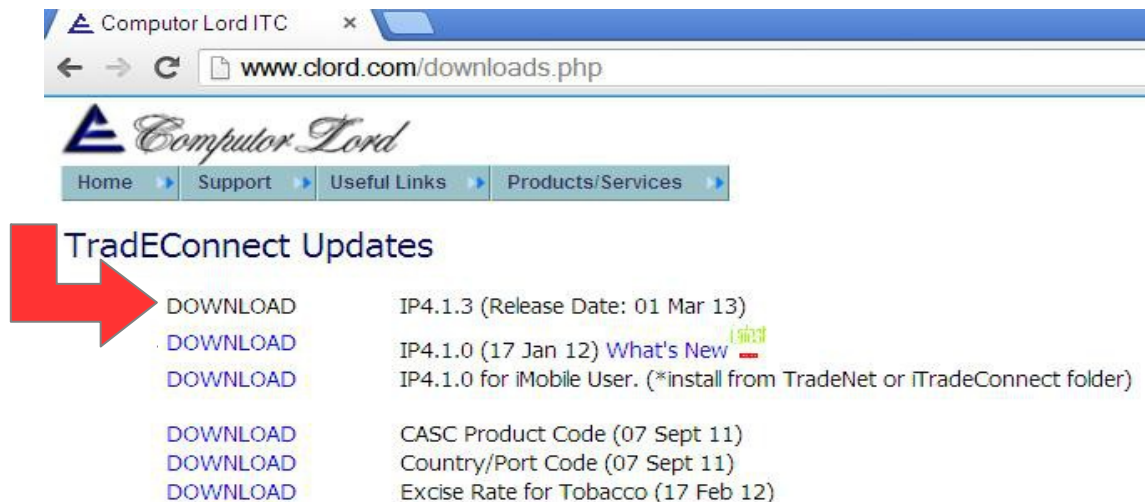 Computor Lord ITC ×
www.clord.com/downloads.php
Computor Lord
Home Support Useful Links Products/Services
TradEConnect Updates
DOWNLOAD IP4.1.3 (Release Date: 01 Mar 13)
DOWNLOAD IP4.1.0 (17 Jan 12) What's New
DOWNLOAD IP4.1.0 for iMobile User. (*install from TradeNet or iTradeConnect folder)
DOWNLOAD CASC Product Code (07 Sept 11)
DOWNLOAD Country/Port Code (07 Sept 11)
DOWNLOAD Excise Rate for Tobacco (17 Feb 12)